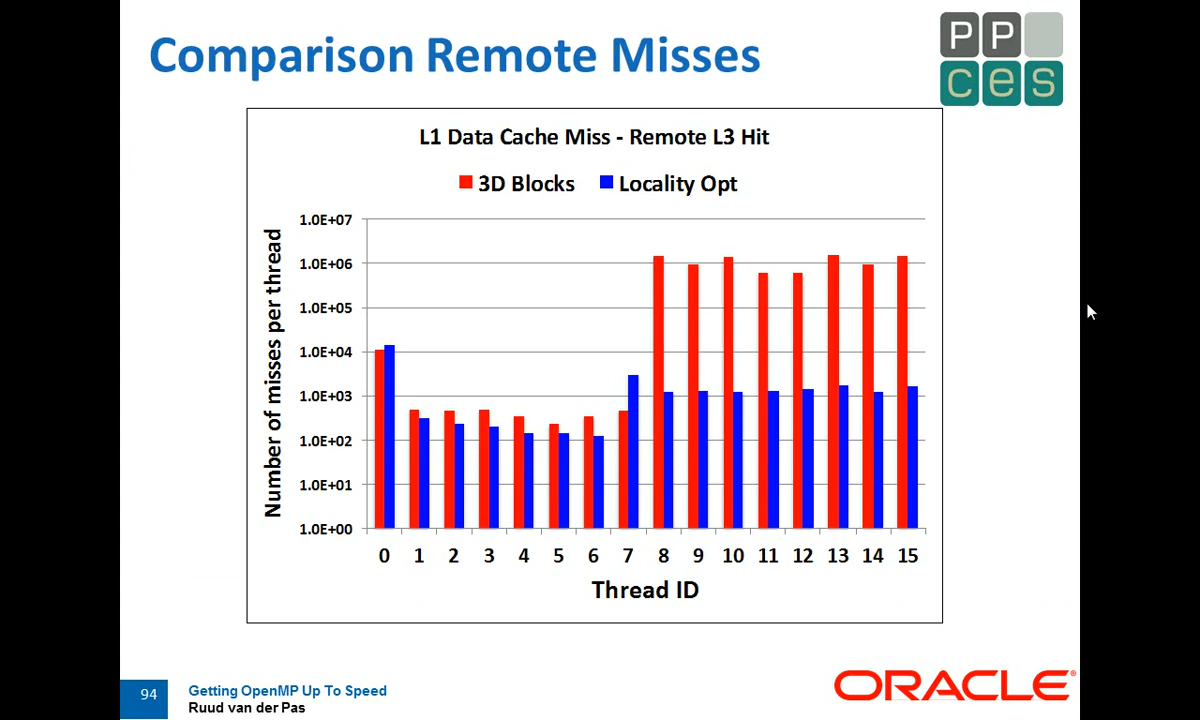 Comparison Remote Misses
PP
ces
L1 Data Cache Miss - Remote L3 Hit
3D Blocks Locality Opt
Number of misses per thread
1.0E+07
1.0E+06
1.0E+05
1.0E+04
1.0E+03
1.0E+02
1.0E+01
1.0E+00
0 1 2 3 4 5 6 7 8 9 10 11 12 13 14 15
Thread ID
94
Getting OpenMP Up To Speed
Ruud van der Pas
ORACLE®